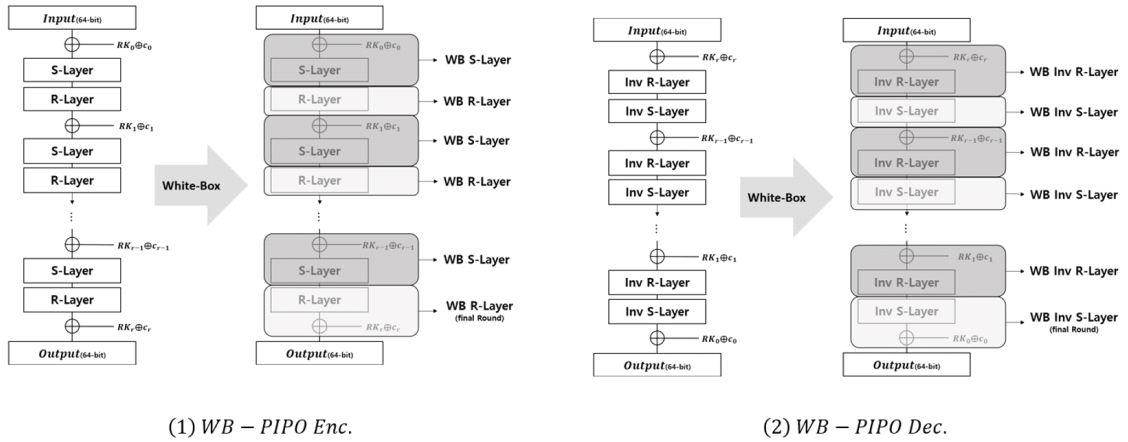 Input(64-bit)
RK₀⊕c₀
S-Layer
R-Layer
RK₁⊕c₁
S-Layer
R-Layer
⋮
RKᵣ₋₁⊕cᵣ₋₁
S-Layer
R-Layer
RKᵣ⊕cᵣ
Output(64-bit)
White-Box
Input(64-bit)
RK₀⊕c₀
S-Layer
WB S-Layer
R-Layer
WB R-Layer
RK₁⊕c₁
S-Layer
WB S-Layer
R-Layer
WB R-Layer
⋮
RKᵣ₋₁⊕cᵣ₋₁
S-Layer
WB S-Layer
R-Layer
WB R-Layer
(final Round)
RKᵣ⊕cᵣ
Output(64-bit)
(1) WB − PIPO Enc.
Input(64-bit)
RKᵣ⊕cᵣ
Inv R-Layer
Inv S-Layer
RKᵣ₋₁⊕cᵣ₋₁
Inv R-Layer
Inv S-Layer
⋮
RK₁⊕c₁
Inv R-Layer
Inv S-Layer
RK₀⊕c₀
Output(64-bit)
White-Box
Input(64-bit)
RKᵣ⊕cᵣ
Inv R-Layer
WB Inv R-Layer
Inv S-Layer
WB Inv S-Layer
RKᵣ₋₁⊕cᵣ₋₁
Inv R-Layer
WB Inv R-Layer
Inv S-Layer
WB Inv S-Layer
⋮
RK₁⊕c₁
Inv R-Layer
WB Inv R-Layer
Inv S-Layer
WB Inv S-Layer
(final Round)
RK₀⊕c₀
Output(64-bit)
(2) WB − PIPO Dec.